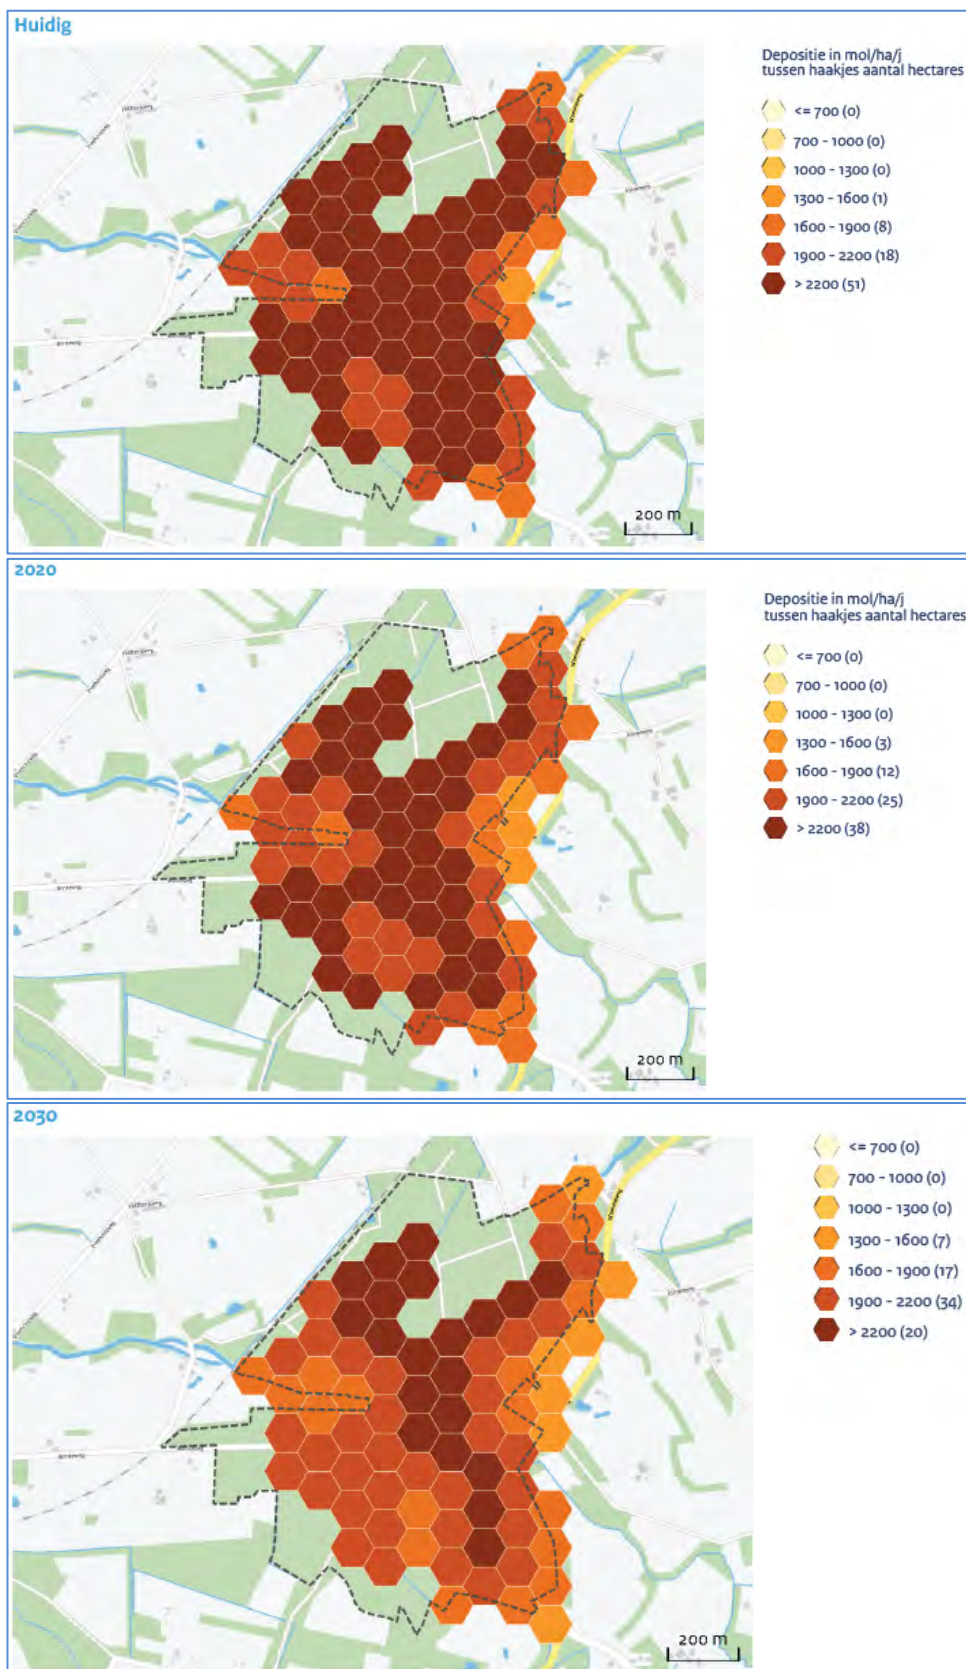 Huidig
Depositie in mol/ha/j
tussen haakjes aantal hectares
<= 700 (0)
700 - 1000 (0)
1000 - 1300 (0)
1300 - 1600 (1)
1600 - 1900 (8)
1900 - 2200 (18)
> 2200 (51)
200 m
2020
Depositie in mol/ha/j
tussen haakjes aantal hectares
<= 700 (0)
700 - 1000 (0)
1000 - 1300 (0)
1300 - 1600 (3)
1600 - 1900 (12)
1900 - 2200 (25)
> 2200 (38)
200 m
2030
<= 700 (0)
700 - 1000 (0)
1000 - 1300 (0)
1300 - 1600 (7)
1600 - 1900 (17)
1900 - 2200 (34)
> 2200 (20)
200 m